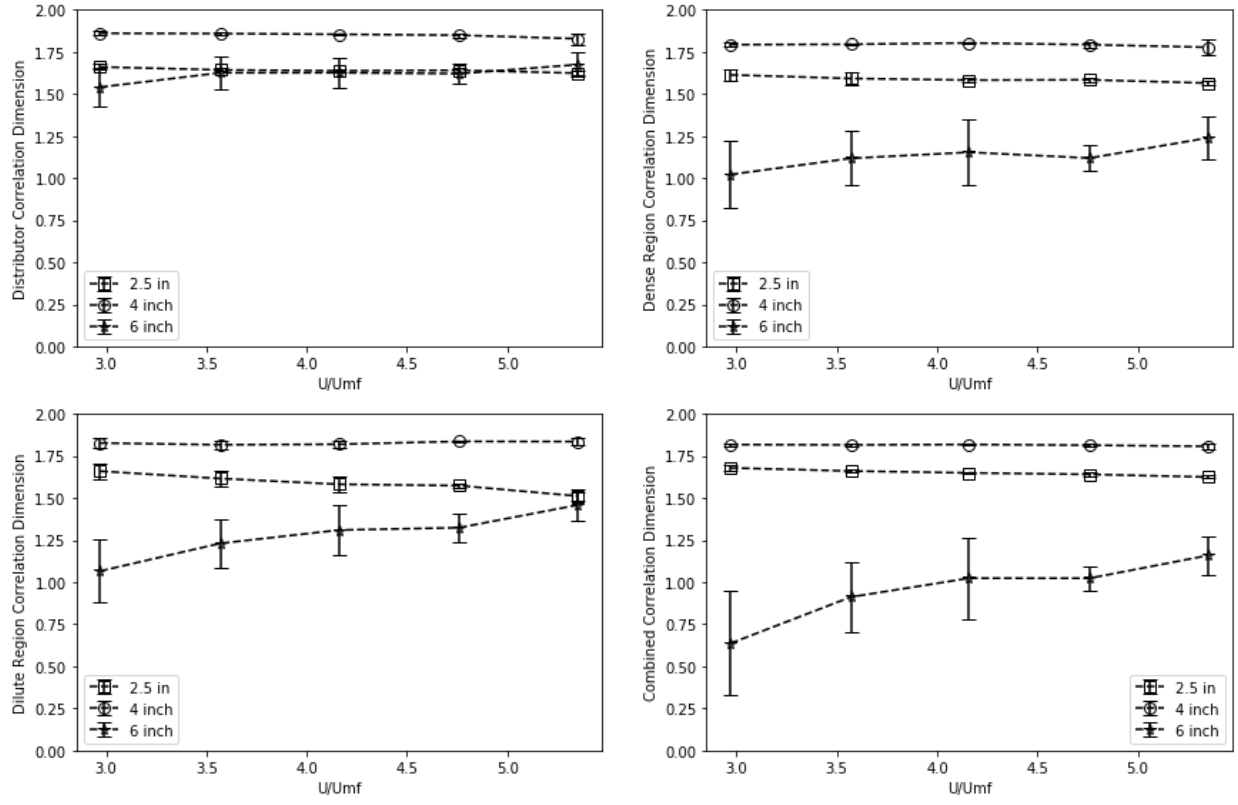 Distributor Correlation Dimension
2.00
1.75
1.50
1.25
1.00
0.75
0.50
0.25
0.00
2.5 in
4 inch
6 inch
3.0 3.5 4.0 4.5 5.0
U/Umf
Dense Region Correlation Dimension
2.00
1.75
1.50
1.25
1.00
0.75
0.50
0.25
0.00
2.5 in
4 inch
6 inch
3.0 3.5 4.0 4.5 5.0
U/Umf
Dilute Region Correlation Dimension
2.00
1.75
1.50
1.25
1.00
0.75
0.50
0.25
0.00
2.5 in
4 inch
6 inch
3.0 3.5 4.0 4.5 5.0
U/Umf
Combined Correlation Dimension
2.00
1.75
1.50
1.25
1.00
0.75
0.50
0.25
0.00
2.5 in
4 inch
6 inch
3.0 3.5 4.0 4.5 5.0
U/Umf